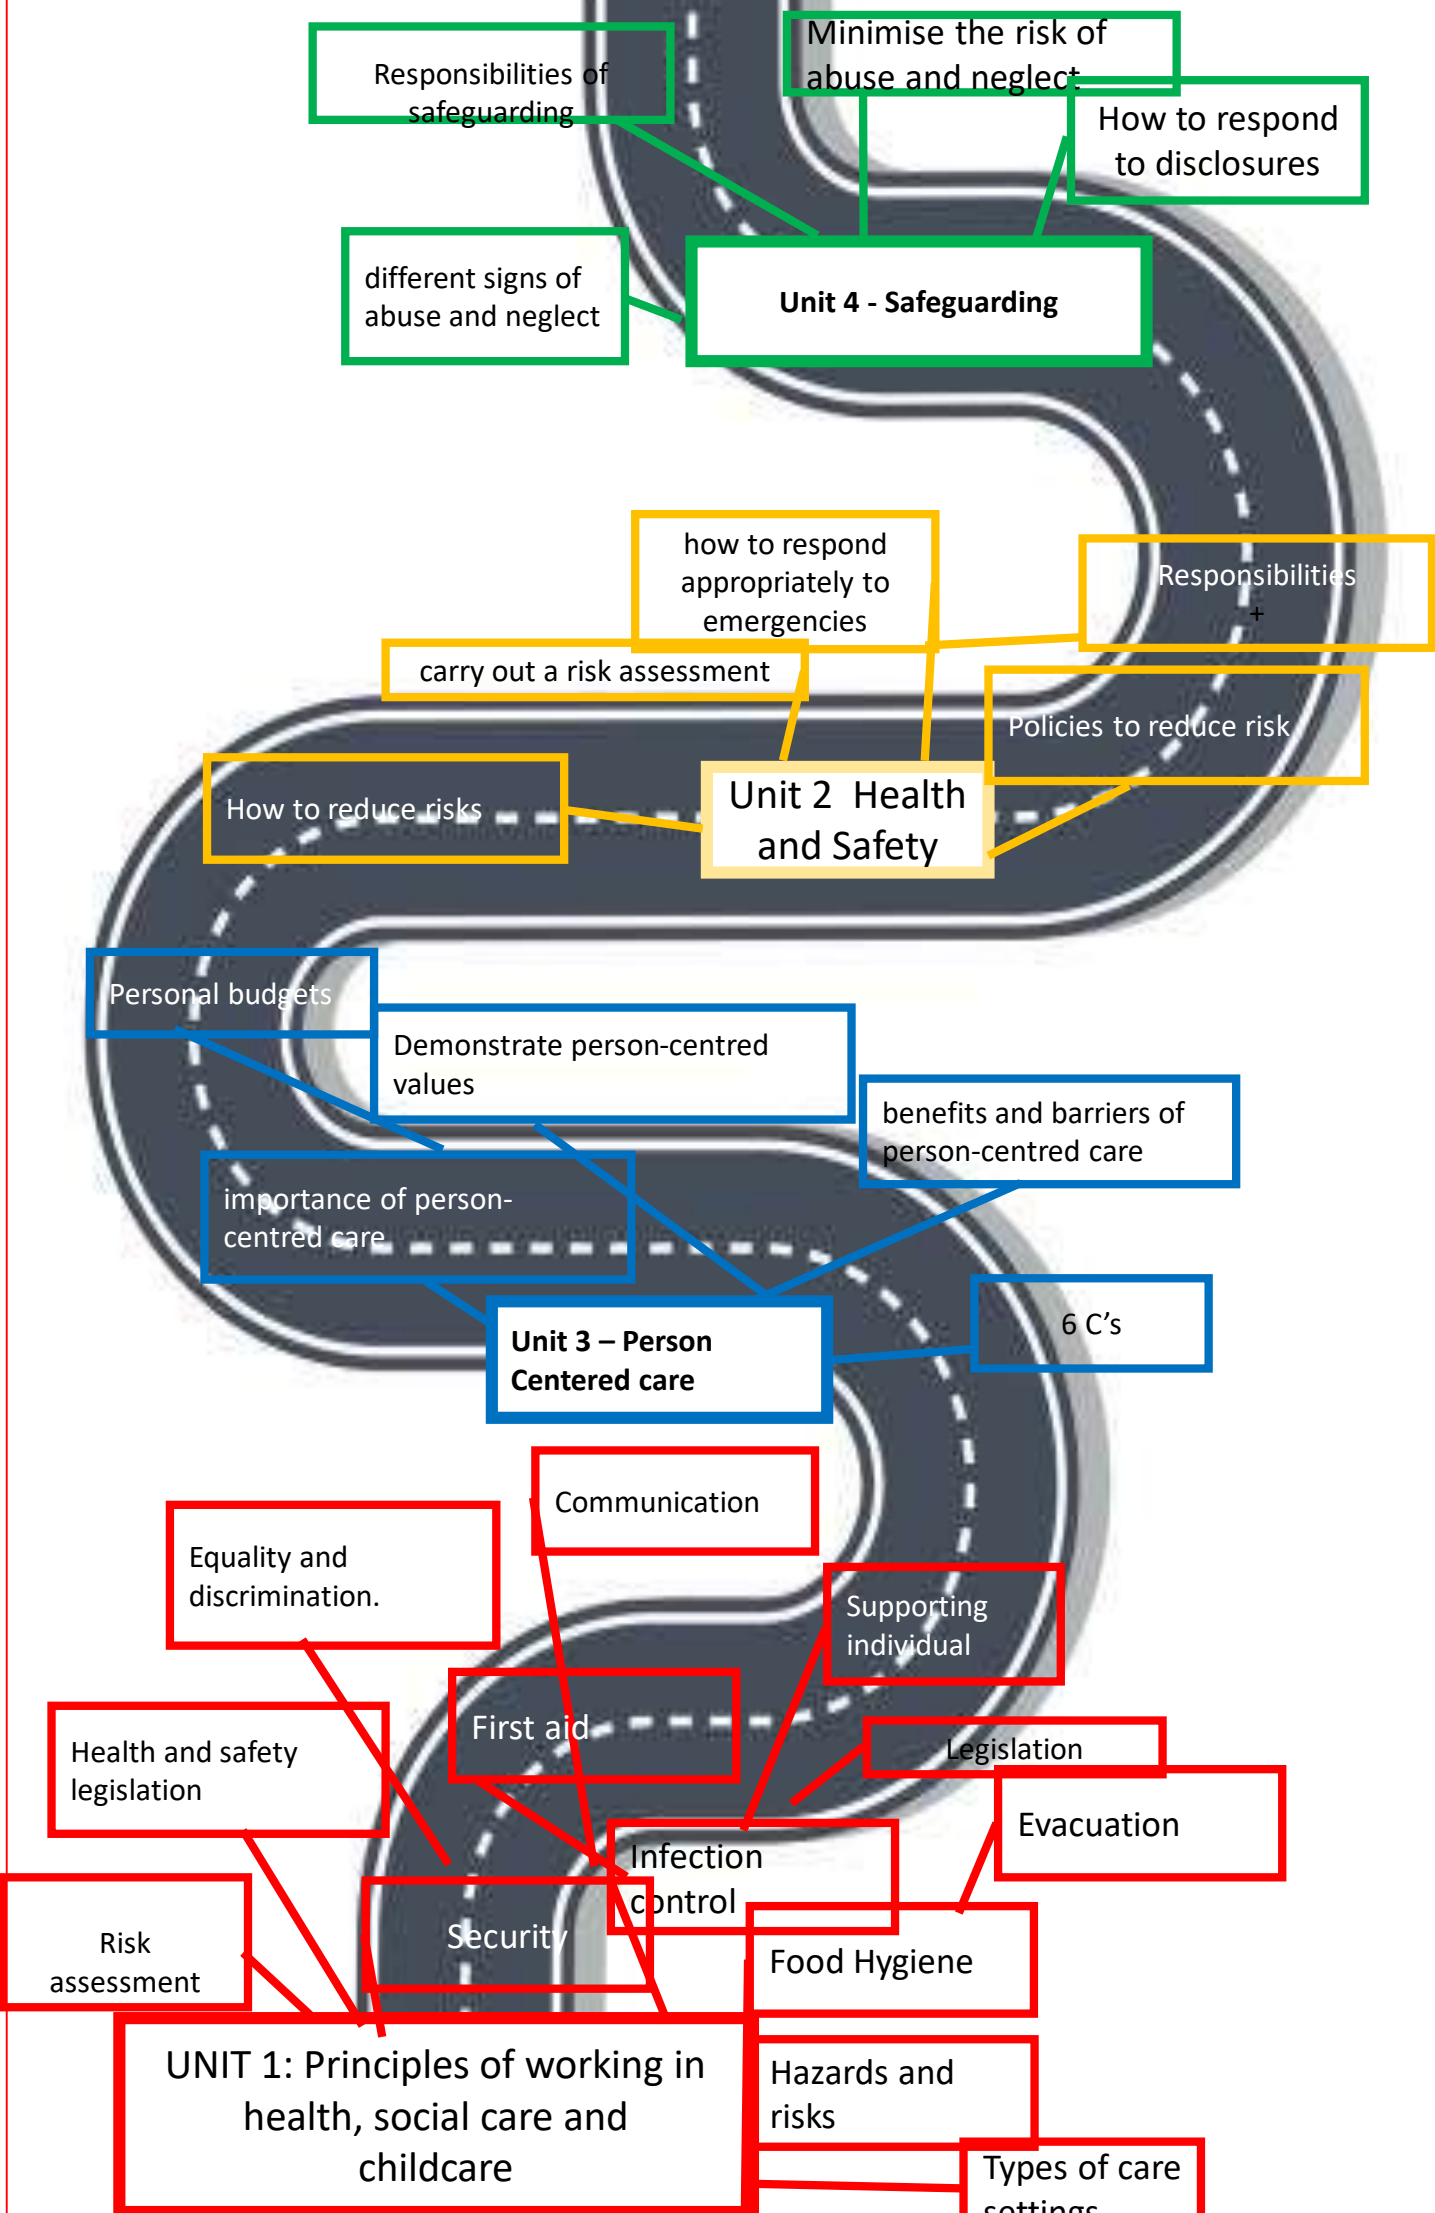 Responsibilities of
safeguarding
Minimise the risk of
abuse and neglect
How to respond
to disclosures
different signs of
abuse and neglect
Unit 4 - Safeguarding
how to respond
appropriately to
emergencies
Responsibilities
+
carry out a risk assessment
Policies to reduce risk
How to reduce risks
Unit 2  Health
and Safety
Personal budgets
Demonstrate person-centred
values
benefits and barriers of
person-centred care
importance of person-
centred care
6 C’s
Unit 3 – Person
Centered care
Communication
Equality and
discrimination.
Supporting
individual
First aid
Health and safety
legislation
Legislation
Evacuation
Infection
control
Security
Risk
assessment
Food Hygiene
UNIT 1: Principles of working in
health, social care and
childcare
Hazards and
risks
Types of care
settings